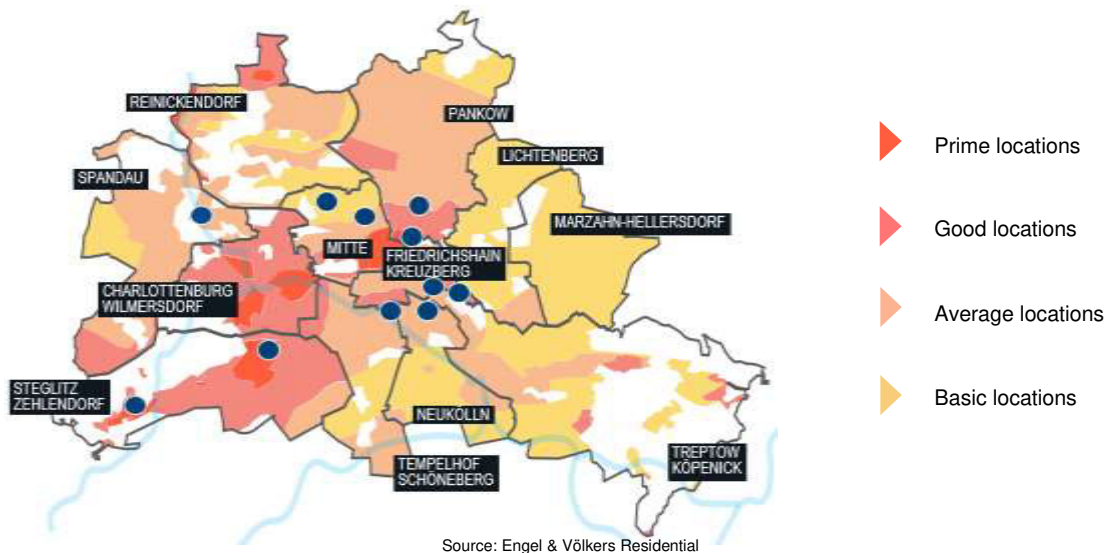 REINICKENDORF
PANKOW
LICHTENBERG
SPANDAU
MARZAHN-HELLERSDORF
MITTE
FRIEDRICHSHAIN
KREUZBERG
CHARLOTTENBURG
WILMERSDORF
STEGLITZ
ZEHLENDORF
NEUKÖLLN
TREPTOW
KÖPENICK
TEMPELHOF
SCHÖNEBERG
Prime locations
Good locations
Average locations
Basic locations
Source: Engel & Völkers Residential